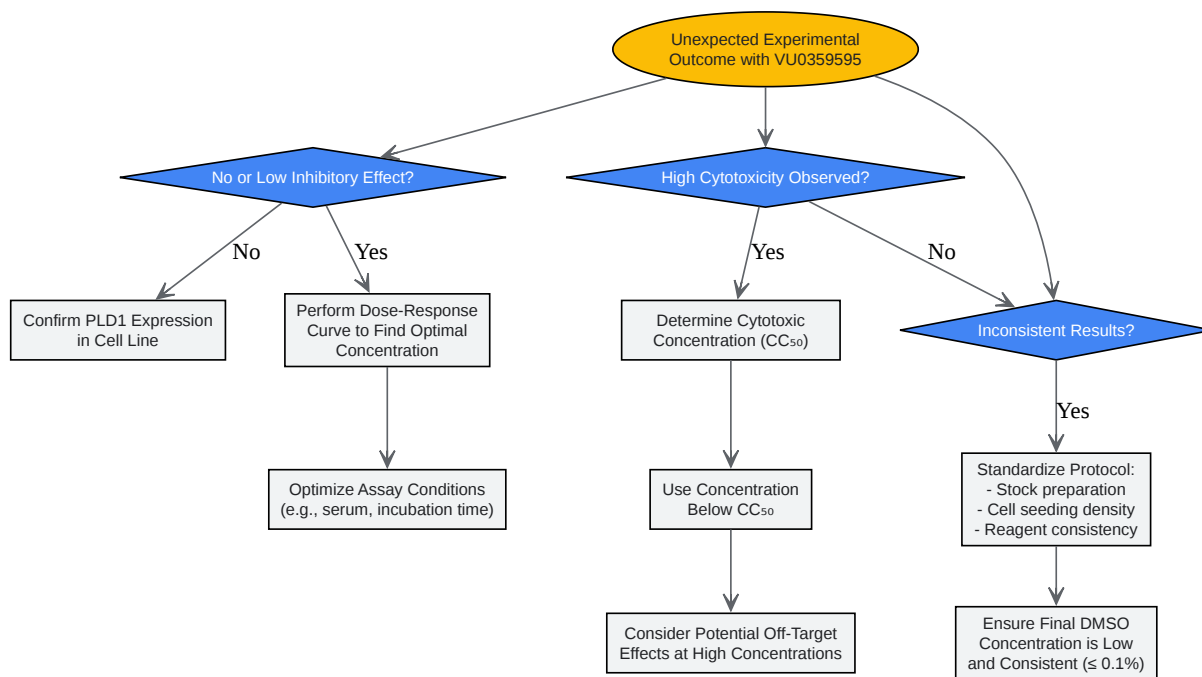 Unexpected Experimental
Outcome with VU0359595
No or Low Inhibitory Effect?
High Cytotoxicity Observed?
No
Yes
Yes
No
Confirm PLD1 Expression
in Cell Line
Perform Dose-Response
Curve to Find Optimal
Concentration
Determine Cytotoxic
Concentration (CC₅₀)
Inconsistent Results?
Yes
Optimize Assay Conditions
(e.g., serum, incubation time)
Use Concentration
Below CC₅₀
Standardize Protocol:
- Stock preparation
- Cell seeding density
- Reagent consistency
Consider Potential Off-Target
Effects at High Concentrations
Ensure Final DMSO
Concentration is Low
and Consistent (≤ 0.1%)